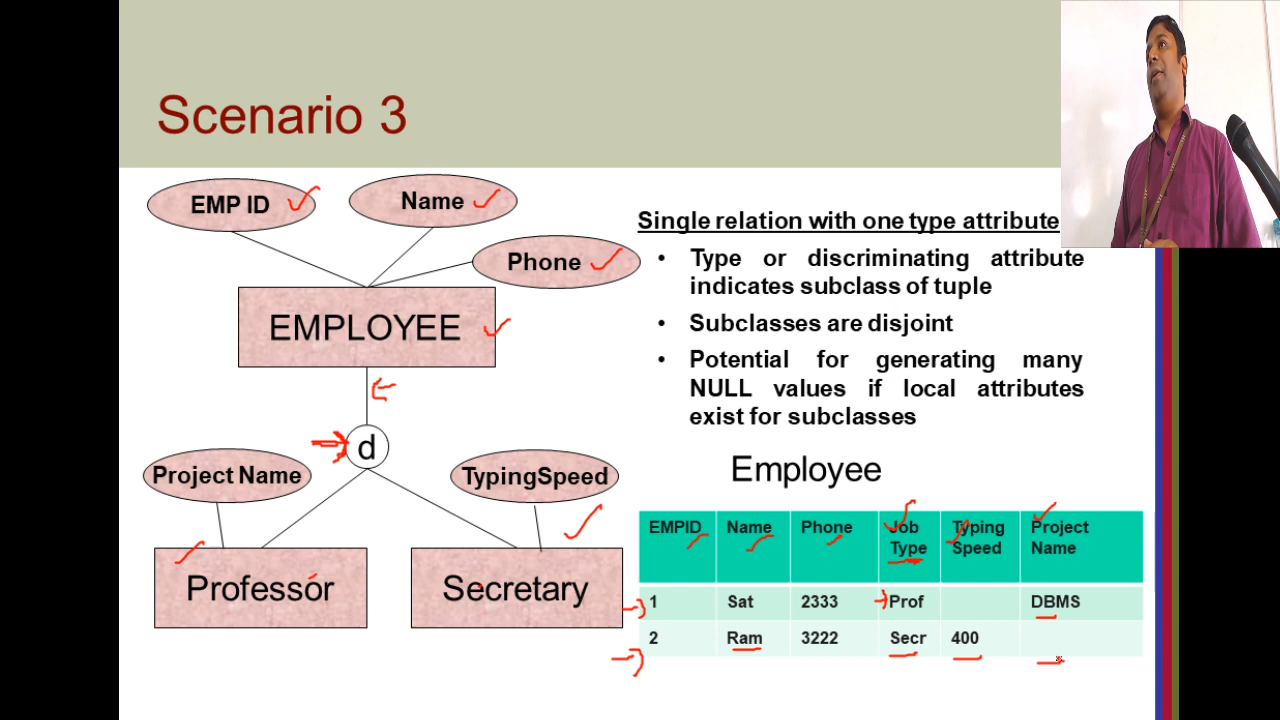 Scenario 3
EMP ID
Name
Phone
EMPLOYEE
d
Project Name
TypingSpeed
Professor
Secretary
Single relation with one type attribute
• Type or discriminating attribute
indicates subclass of tuple
• Subclasses are disjoint
• Potential for generating many
NULL values if local attributes
exist for subclasses
Employee
EMPID Name Phone Job Type Typing Speed Project Name
1 Sat 2333 Prof DBMS
2 Ram 3222 Secr 400